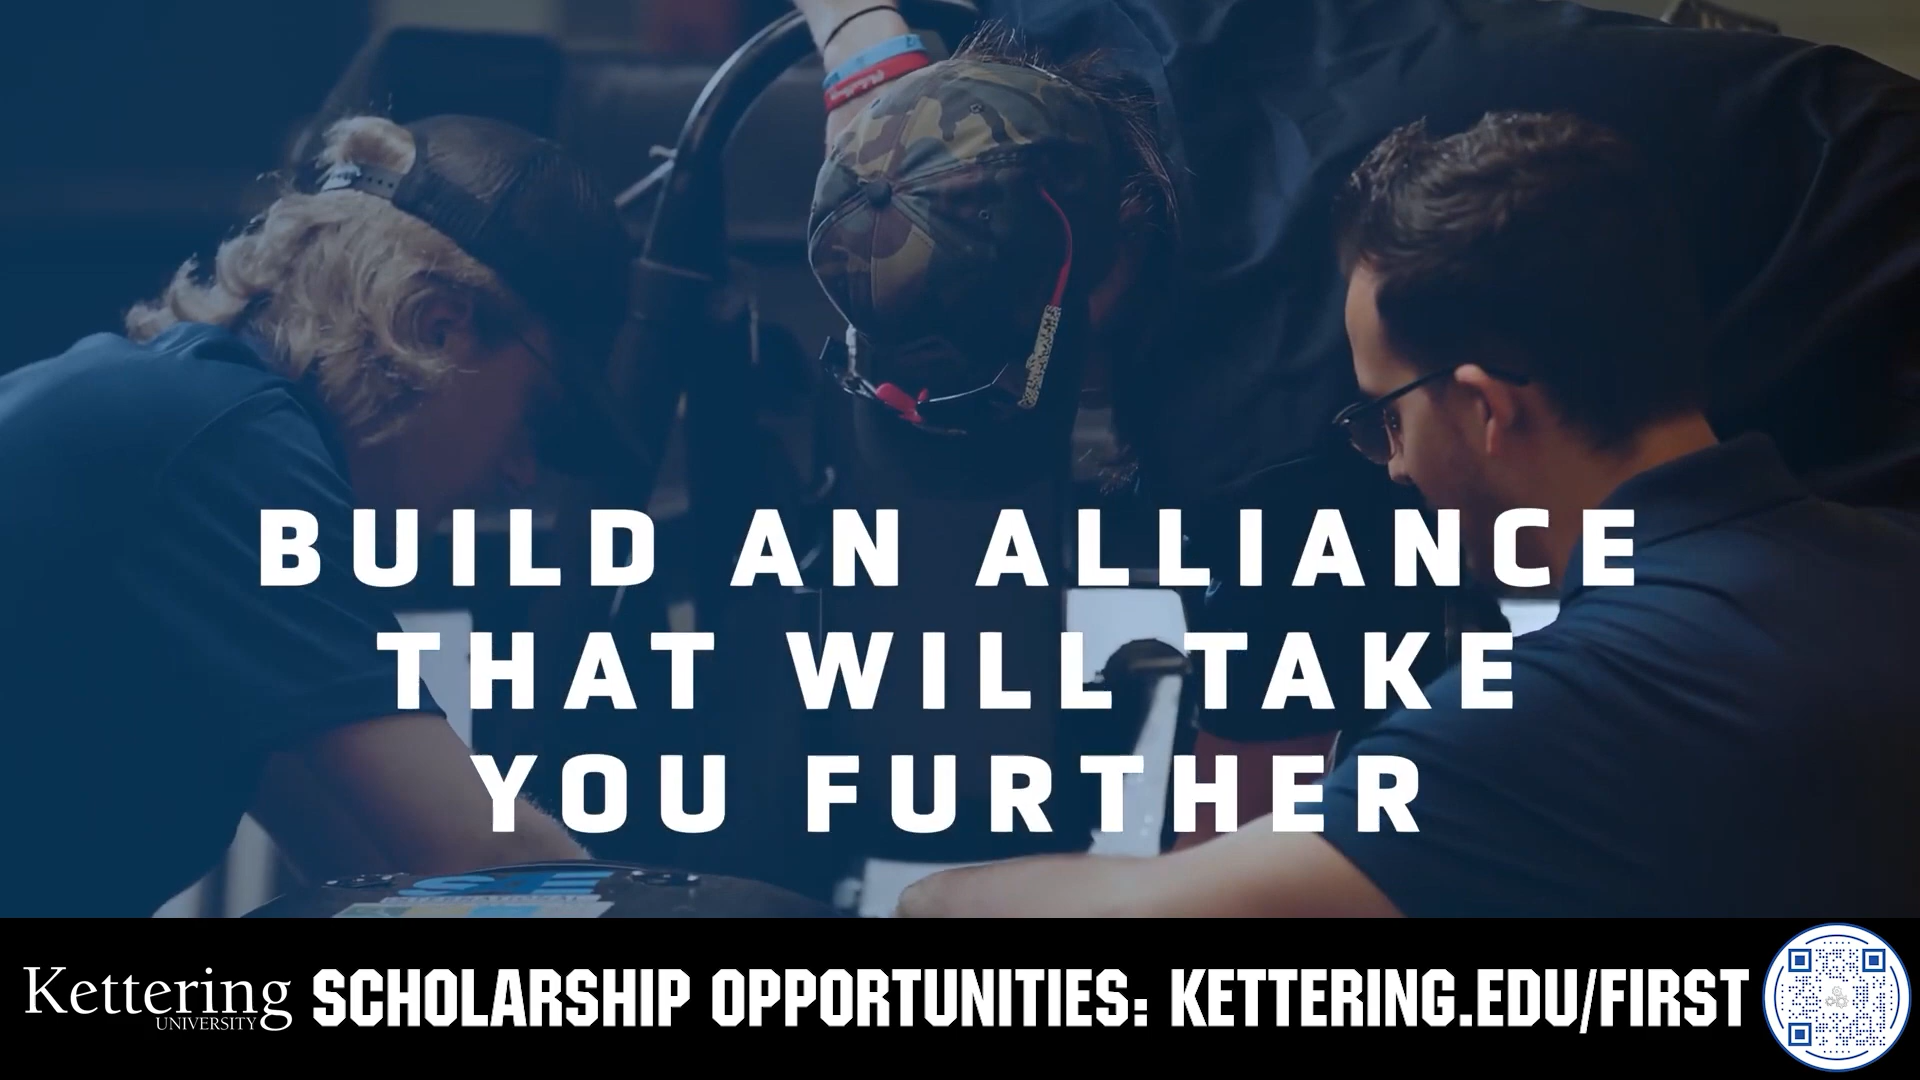 BUILD AN ALLIANCE
THAT WILL TAKE
YOU FURTHER
Kettering
UNIVERSITY
SCHOLARSHIP OPPORTUNITIES: KETTERING.EDU/FIRST